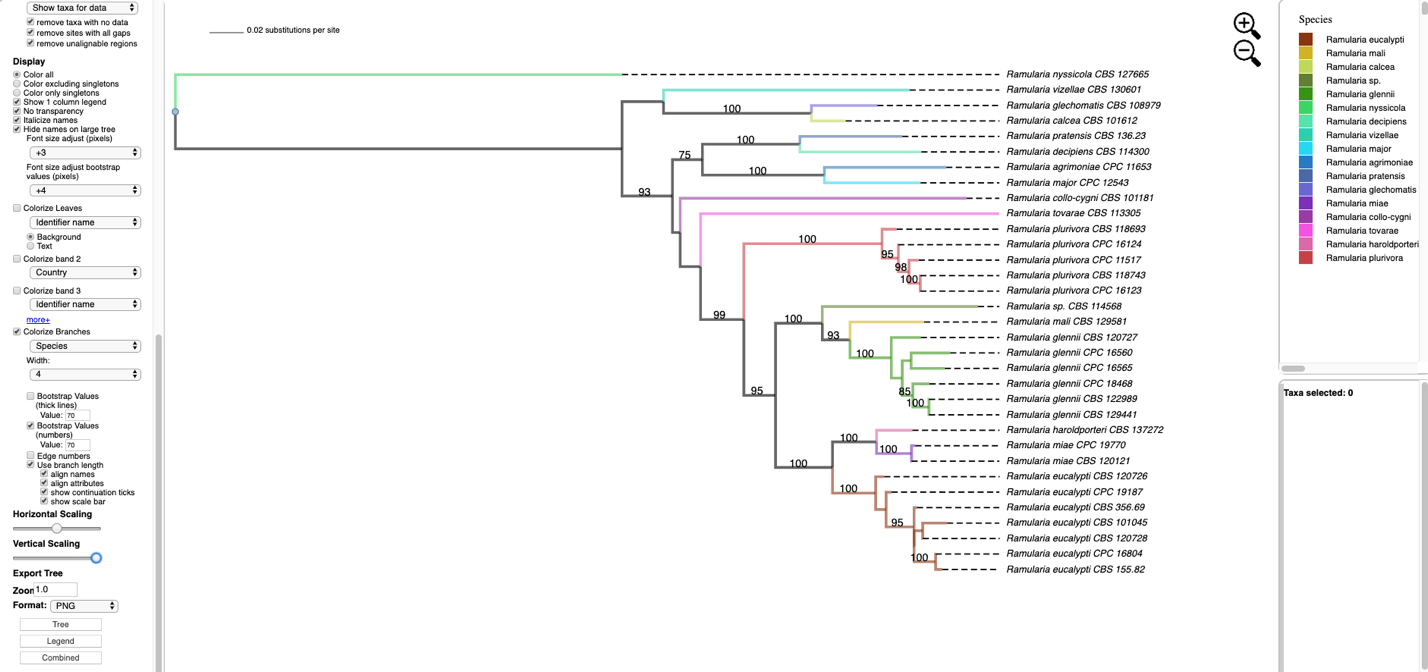 Show taxa for data
remove taxa with no data
remove sites with all gaps
remove unalignable regions
Display
Color all
Color excluding singletons
Color only singletons
Show 1 column legend
No transparency
Italicize names
Hide names on large tree
Font size adjust (pixels)
+3
Font size adjust bootstrap
values (pixels)
+4
Colorize Leaves
Identifier name
Background
Text
Colorize band 2
Country
Colorize band 3
Identifier name
more+
Colorize Branches
Species
Width:
4
Bootstrap Values
(thick lines)
Value: 70
Bootstrap Values
(numbers)
Value: 70
Edge numbers
Use branch length
align names
align attributes
show continuation ticks
show scale bar
Horizontal Scaling
Vertical Scaling
Export Tree
Zoom 1.0
Format: PNG
Tree
Legend
Combined
0.02 substitutions per site
Ramularia nyssicola CBS 127665
Ramularia vizellae CBS 130601
100
Ramularia glechomatis CBS 108979
Ramularia calcea CBS 101612
Ramularia pratensis CBS 136.23
100
Ramularia decipiens CBS 114300
75
Ramularia agrimoniae CPC 11653
100
Ramularia major CPC 12543
93
Ramularia collo-cygni CBS 101181
Ramularia tovarae CBS 113305
Ramularia plurivora CBS 118693
100
Ramularia plurivora CPC 16124
95
Ramularia plurivora CPC 11517
98
Ramularia plurivora CBS 118743
100
Ramularia plurivora CPC 16123
Ramularia sp. CBS 114568
99
100
Ramularia mali CBS 129581
93
Ramularia glennii CBS 120727
100
Ramularia glennii CPC 16560
Ramularia glennii CPC 16565
Ramularia glennii CPC 18468
95
85
Ramularia glennii CBS 122989
100
Ramularia glennii CBS 129441
Ramularia haroldporteri CBS 137272
100
Ramularia miae CPC 19770
100
Ramularia miae CBS 120121
100
Ramularia eucalypti CBS 120726
100
Ramularia eucalypti CPC 19187
Ramularia eucalypti CBS 356.69
95
Ramularia eucalypti CBS 101045
Ramularia eucalypti CBS 120728
100
Ramularia eucalypti CPC 16804
Ramularia eucalypti CBS 155.82
Species
Ramularia eucalypti
Ramularia mali
Ramularia calcea
Ramularia sp.
Ramularia glennii
Ramularia nyssicola
Ramularia decipiens
Ramularia vizellae
Ramularia major
Ramularia agrimoniae
Ramularia pratensis
Ramularia glechomatis
Ramularia miae
Ramularia collo-cygni
Ramularia tovarae
Ramularia haroldporteri
Ramularia plurivora
Taxa selected: 0